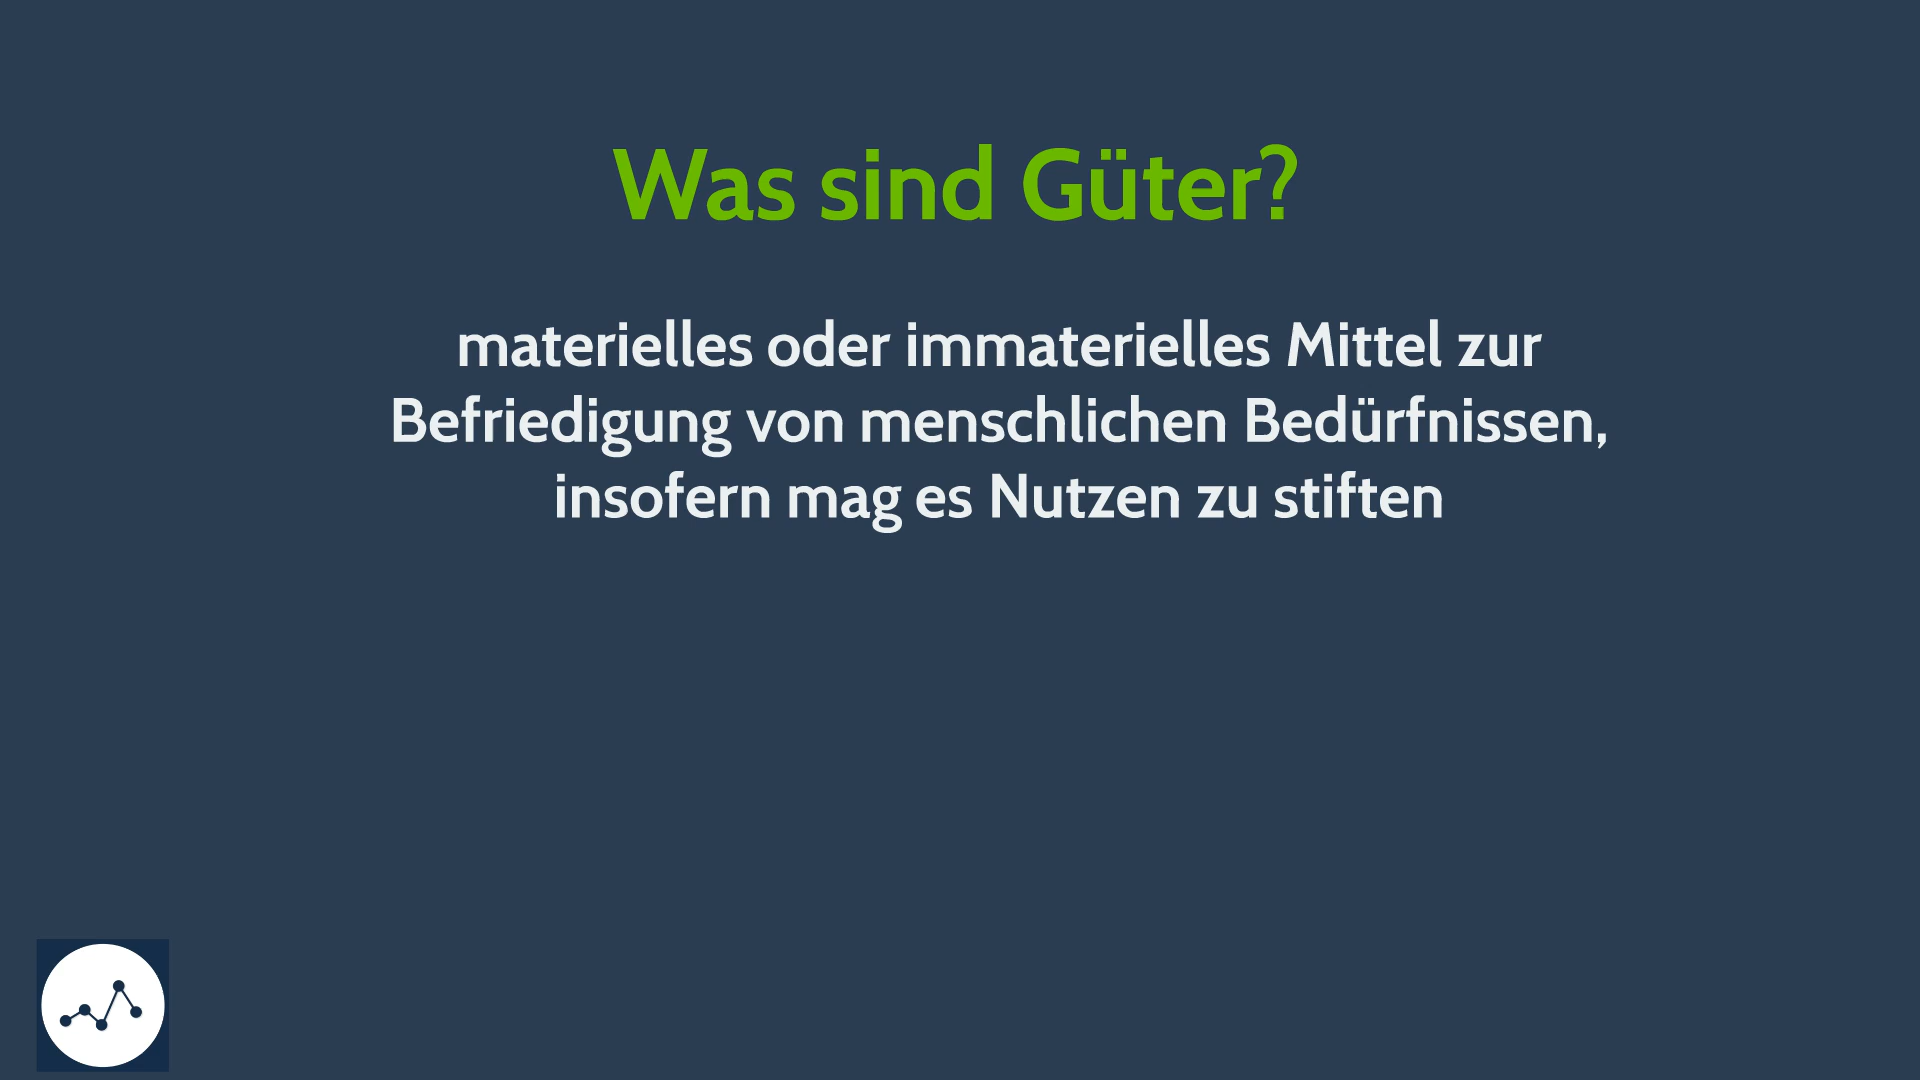 Was sind Güter?
materielles oder immaterielles Mittel zur
Befriedigung von menschlichen Bedürfnissen,
insofern mag es Nutzen zu stiften